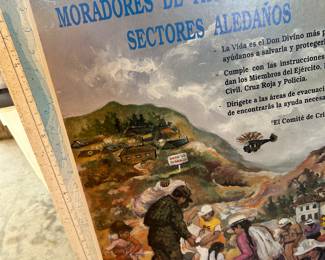 MORADORES DE
SECTORES ALEDAÑOS
- La Vida es el Don Divino más p
ayúdanos a salvarla y protegerl
- Cumple con las instrucciones
dan los Miembros del Ejército,
Civil, Cruz Roja y Policía.
- Dirígete a las áreas de evacuaci
de encontrarás la ayuda necesa
"El Comité de Cri